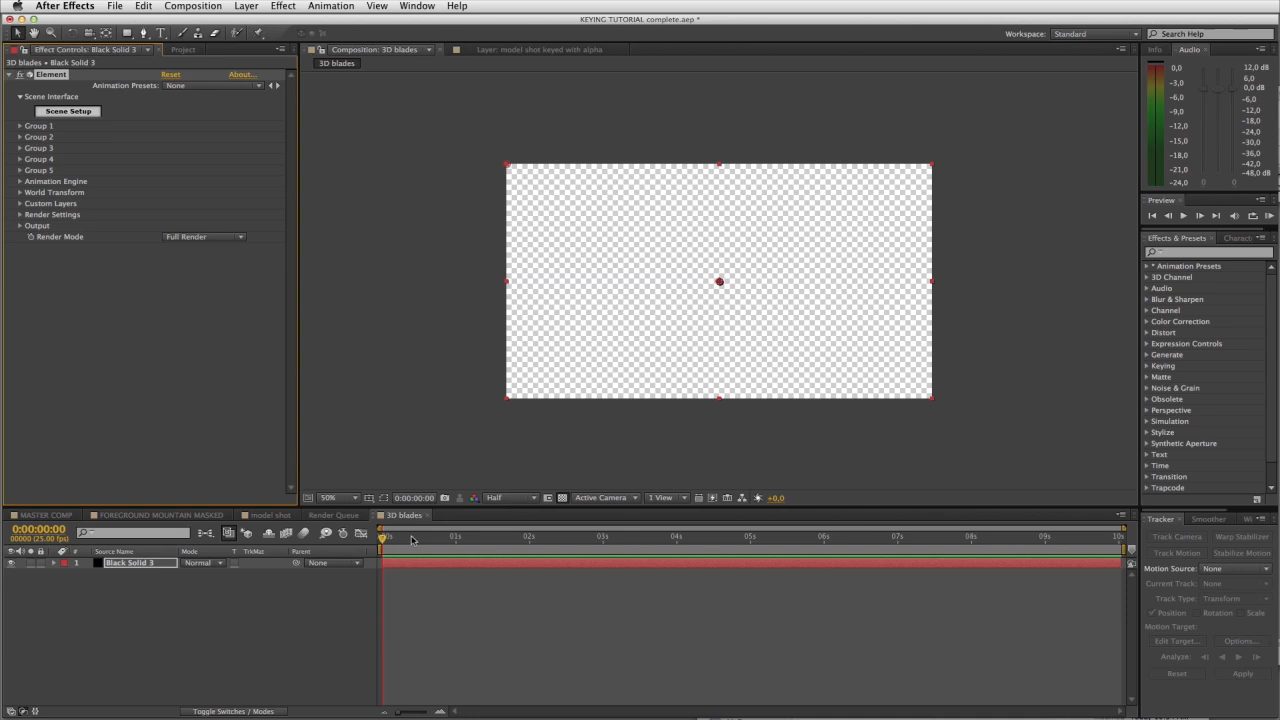 After Effects File Edit Composition Layer Effect Animation View Window Help
KEYING TUTORIAL complete.aep *
Workspace: Standard Search Help
Effect Controls: Black Solid 3 Project
3D blades • Black Solid 3
fx Element Reset About...
Animation Presets: None
Scene Interface
Scene Setup
Group 1
Group 2
Group 3
Group 4
Group 5
Animation Engine
World Transform
Custom Layers
Render Settings
Output
Render Mode Full Render
Composition: 3D blades Layer: model shot keyed with alpha
3D blades
50% 0:00:00:00 Half Active Camera 1 View +0,0
Info Audio
0,0
-3,0
-6,0
-9,0
-12,0
-15,0
-18,0
-21,0
-24,0
12,0 dB
6,0
0,0 dB
-6,0
-12,0
-18,0
-24,0
-30,0
-36,0
-42,0
-48,0 dB
0 0
Preview
Effects & Presets Charact
* Animation Presets
3D Channel
Audio
Blur & Sharpen
Channel
Color Correction
Distort
Expression Controls
Generate
Keying
Matte
Noise & Grain
Obsolete
Perspective
Simulation
Stylize
Synthetic Aperture
Text
Time
Transition
Trapcode
MASTER COMP FOREGROUND MOUNTAIN MASKED model shot Render Queue 3D blades
0:00:00:00
00000 (25.00 fps)
00s 01s 02s 03s 04s 05s 06s 07s 08s 09s 10s
# Source Name Mode T TrkMat Parent
1 Black Solid 3 Normal None
Toggle Switches / Modes
Tracker Smoother Wi
Track Camera Warp Stabilizer
Track Motion Stabilize Motion
Motion Source: None
Current Track: None
Track Type: Transform
Position Rotation Scale
Motion Target:
Edit Target... Options...
Analyze:
Reset Apply